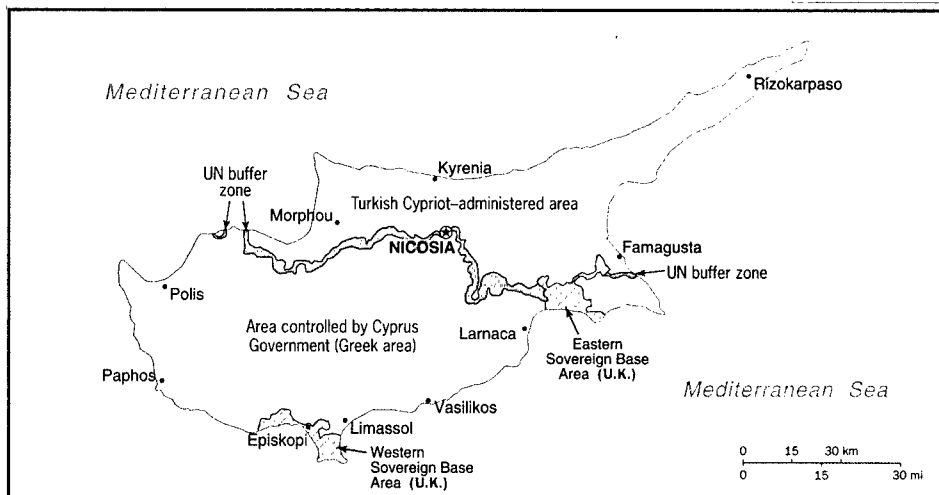 Mediterranean Sea
Rizokarpaso
Kyrenia
UN buffer
zone
Turkish Cypriot–administered area
Morphou
NICOSIA
Famagusta
UN buffer zone
Polis
Area controlled by Cyprus
Government (Greek area)
Larnaca
Eastern
Sovereign Base
Area (U.K.)
Paphos
Mediterranean Sea
Vasilikos
Limassol
Episkopi
Western
Sovereign Base
Area (U.K.)
0 15 30 km
0 15 30 mi